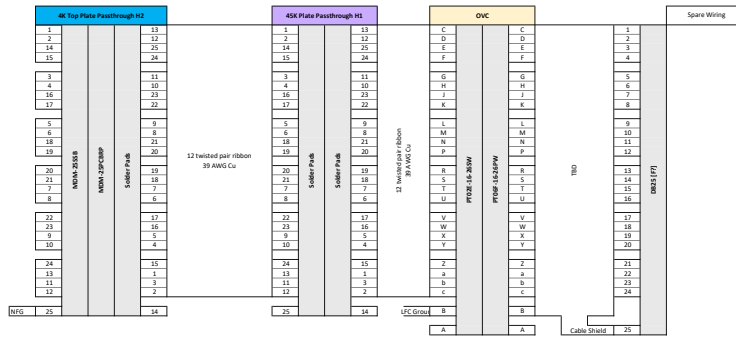 4K Top Plate Passthrough H2 45K Plate Passthrough H1 OVC Spare Wiring
1 13 1 13 C C 1
2 12 2 12 D D 2
14 25 14 25 E E 3
15 24 15 24 F F 4
3 11 3 11 G G 5
4 10 4 10 H H 6
16 23 16 23 J J 7
17 22 17 22 K K 8
5 9 5 9 L L 9
6 8 6 8 M M 10
18 21 18 21 N N 11
19 20 19 20 P P 12
MDM-25SSB MDM-25PCBRP Solder Pads
12 twisted pair ribbon
39 AWG Cu
Solder Pads Solder Pads
12 twisted pair ribbon
39 AWG Cu
PT02E-16-26SW PT06F-16-26PW
TBD
DB25 [F?]
20 19 20 19 R R 13
21 18 21 18 S S 14
7 7 7 7 T T 15
8 6 8 6 U U 16
22 17 22 17 V V 17
23 16 23 16 W W 18
9 5 9 5 X X 19
10 4 10 4 Y Y 20
24 15 24 15 Z Z 21
13 1 13 1 a a 22
11 3 11 3 b b 23
12 2 12 2 c c 24
NFG 25 14 25 14 LFC Groun B B
A A Cable Shield 25